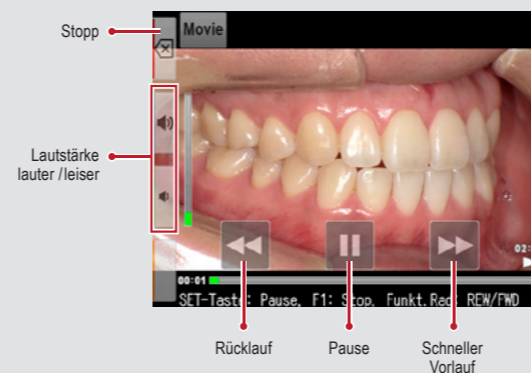 Stopp
Movie
Lautstärke
lauter / leiser
02:
00:01
SET-Taste: Pause, F1: Stop, Funkt.Rad: REW/FWD
Rücklauf
Pause
Schneller
Vorlauf